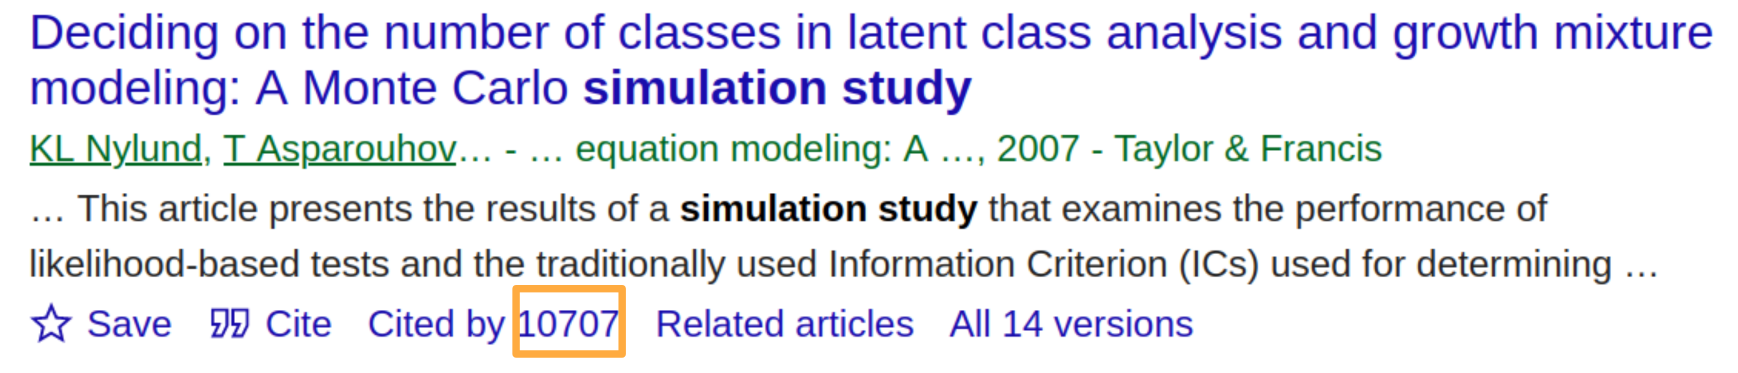 Deciding on the number of classes in latent class analysis and growth mixture
modeling: A Monte Carlo simulation study
KL Nylund, T Asparouhov… - … equation modeling: A …, 2007 - Taylor & Francis
… This article presents the results of a simulation study that examines the performance of
likelihood-based tests and the traditionally used Information Criterion (ICs) used for determining …
Save Cite Cited by 10707 Related articles All 14 versions